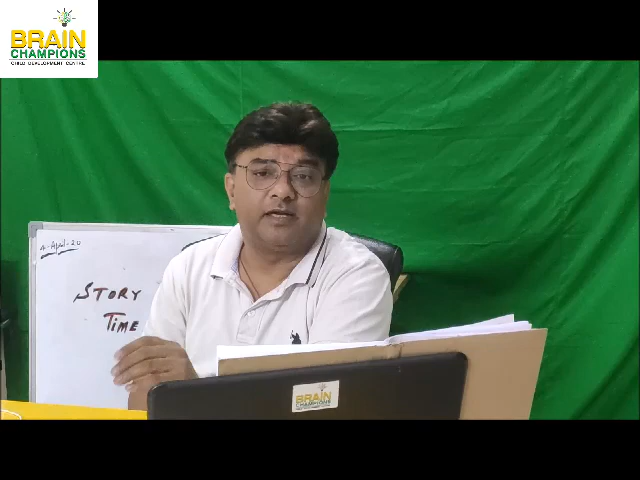 BRAIN
CHAMPIONS
CHILD DEVELOPMENT CENTRE
4-April-20
STORY
TIME
BRAIN
CHAMPIONS